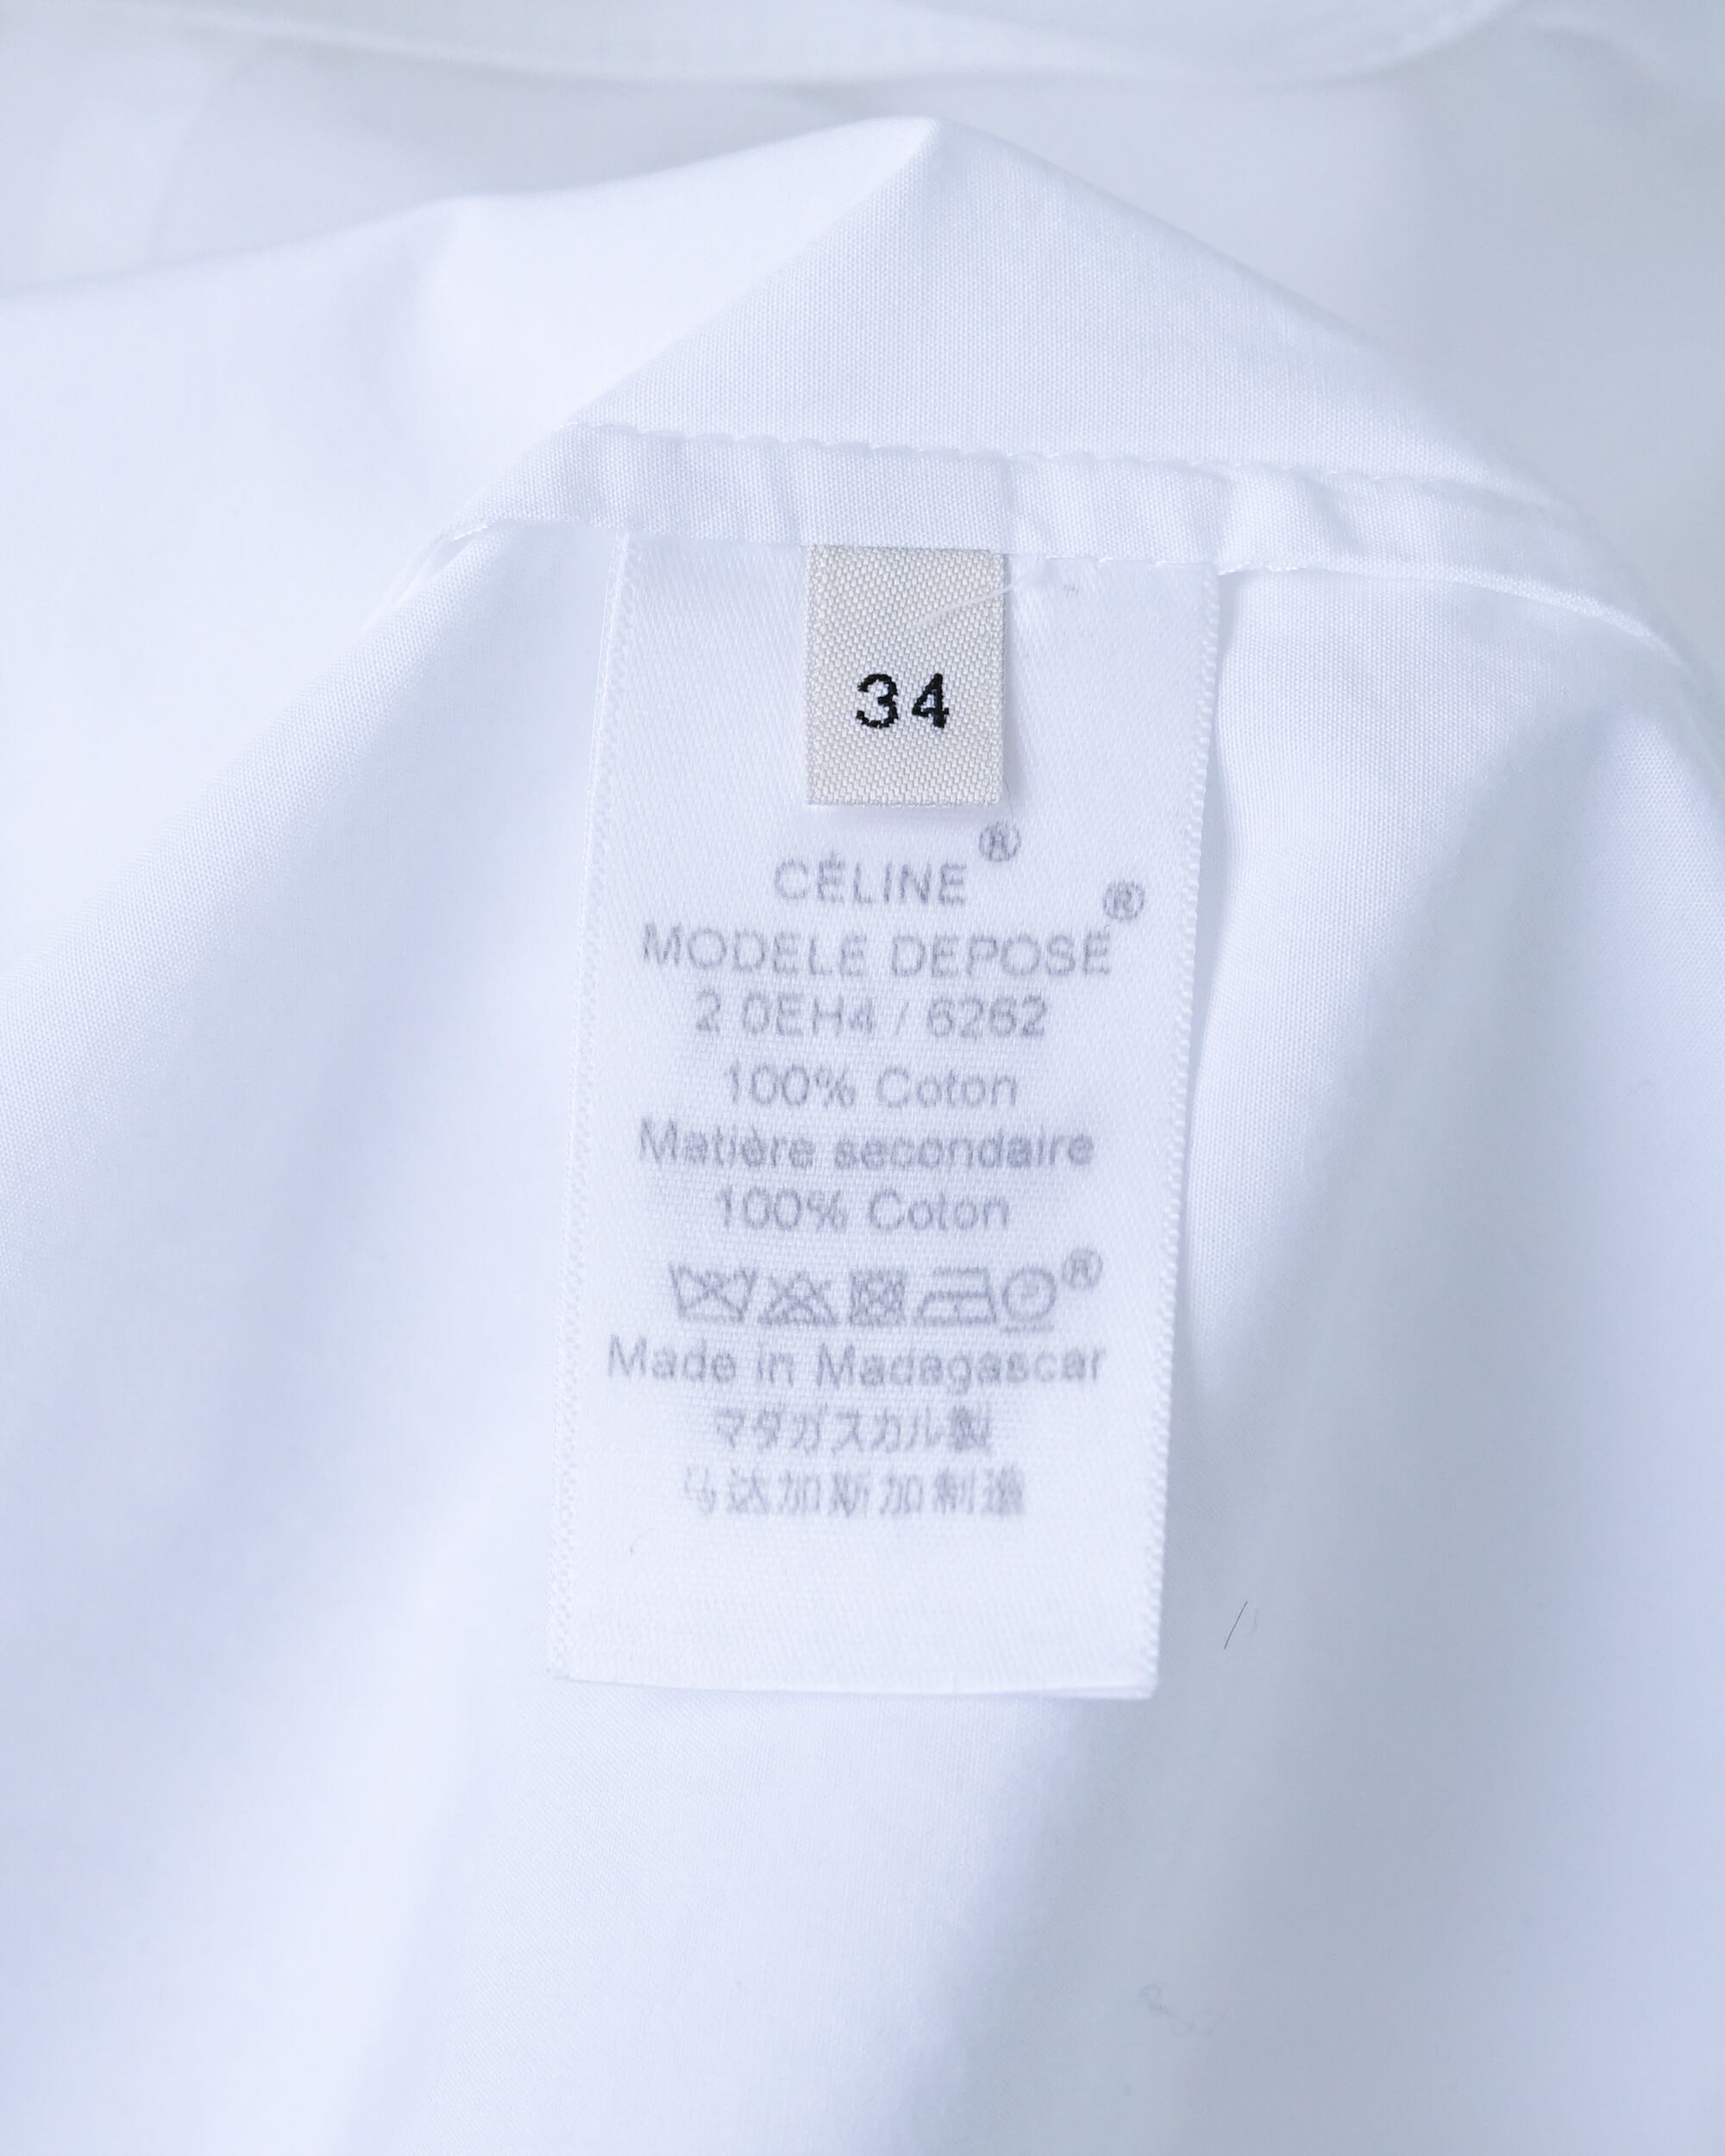 34
CÉLINE®
MODELE DEPOSÉ®
2 0EH4 / 6262
100% Coton
Matière secondaire
100% Coton
P®
Made in Madagascar
マダガスカル製
马达加斯加制造